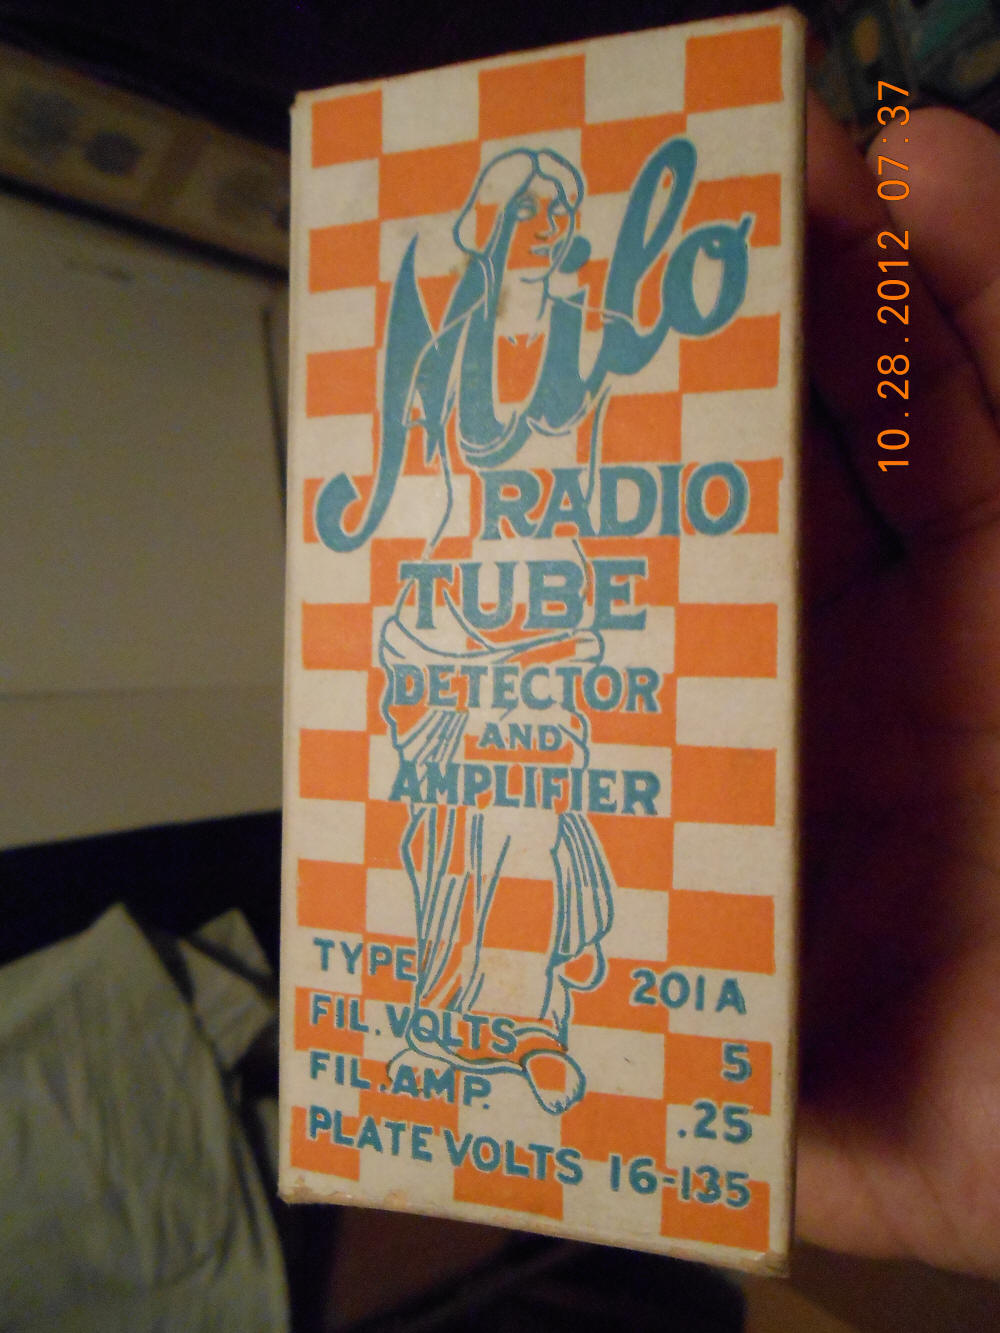 Milo
RADIO
TUBE
DETECTOR
AND
AMPLIFIER
TYPE 201A
FIL. VOLTS 5
FIL. AMP. .25
PLATE VOLTS 16-135
10.28.2012 07:37